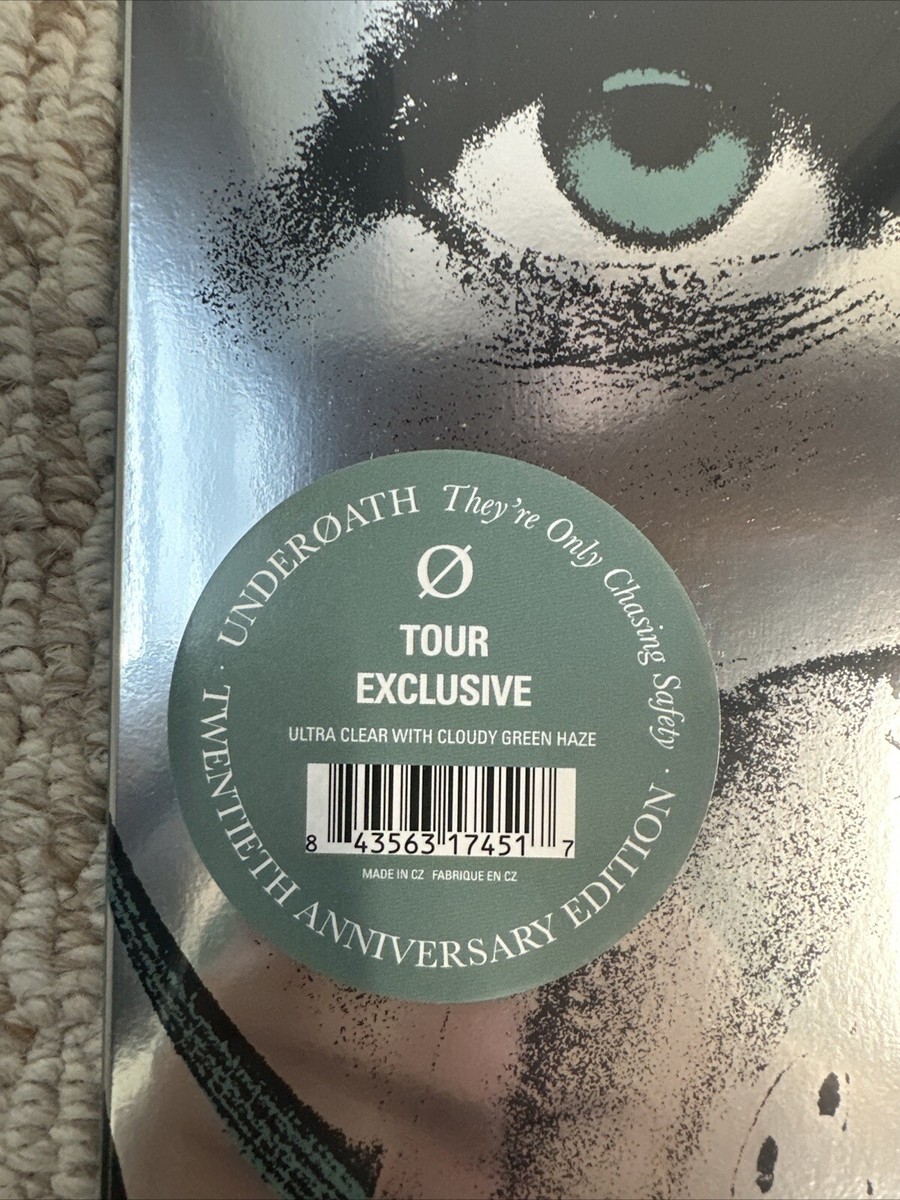 UNDERØATH They're Only Chasing Safety ·
Ø
TOUR
EXCLUSIVE
ULTRA CLEAR WITH CLOUDY GREEN HAZE
8 43563 17451 7
MADE IN CZ FABRIQUE EN CZ
· TWENTIETH ANNIVERSARY EDITION